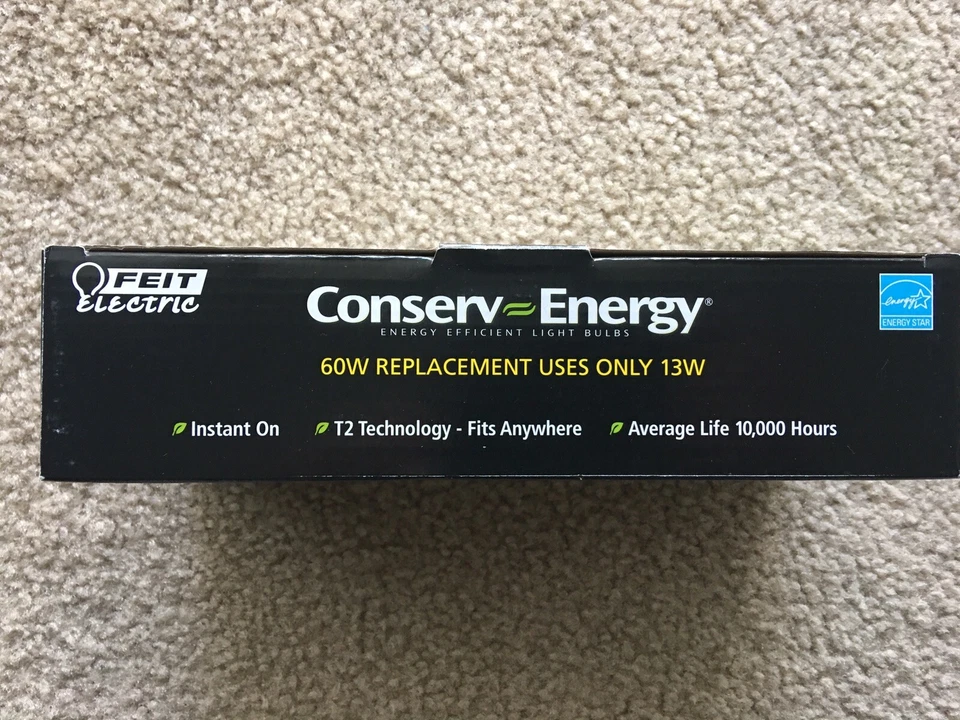 FEIT
Electric
Conserv~Energy®
ENERGY EFFICIENT LIGHT BULBS
energy
ENERGY STAR
60W REPLACEMENT USES ONLY 13W
Instant On
T2 Technology - Fits Anywhere
Average Life 10,000 Hours